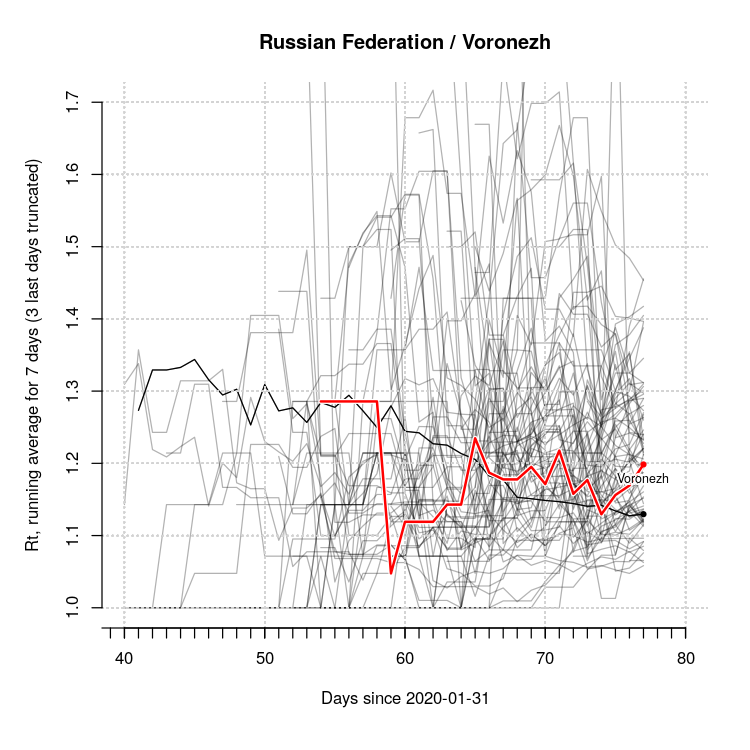 Russian Federation / Voronezh
Rt, running average for 7 days (3 last days truncated)
1.7
1.6
1.5
1.4
1.3
1.2
1.1
1.0
Voronezh
40 50 60 70 80
Days since 2020-01-31